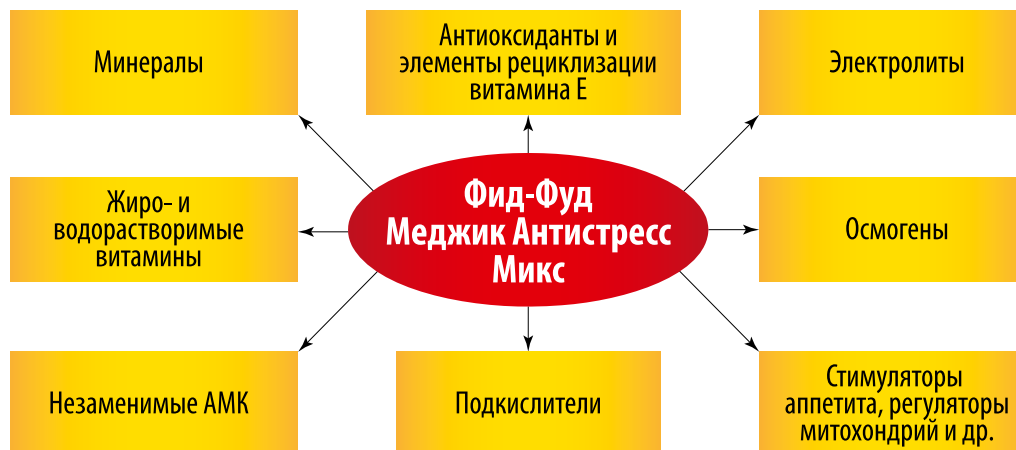 Минералы
Антиоксиданты и
элементы рециклизации
витамина Е
Электролиты
Жиро- и
водорастворимые
витамины
Фид-Фуд
Меджик Антистресс
Микс
Осмогены
Незаменимые АМК
Подкислители
Стимуляторы
аппетита, регуляторы
митохондрий и др.